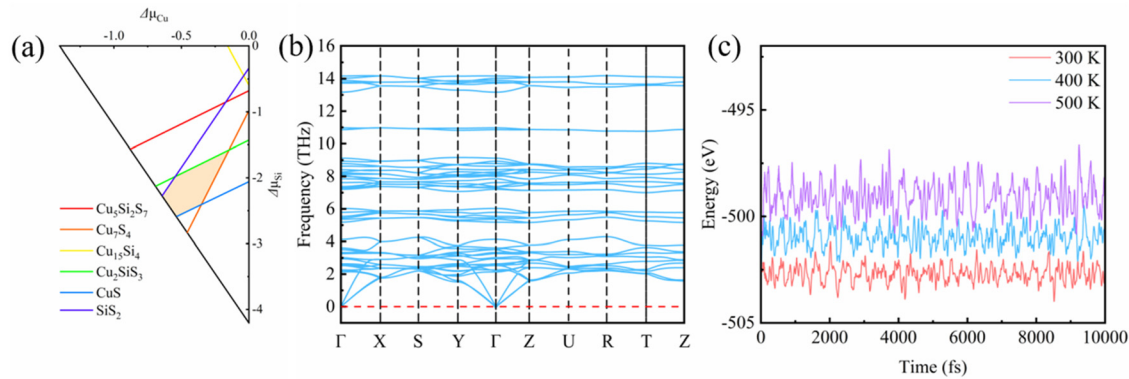 (a)
Δμ_Cu
-1.0
-0.5
0.0
0
-1
-2
-3
-4
Δμ_Si
Cu₅Si₂S₇
Cu₇S₄
Cu₁₅Si₄
Cu₂SiS₃
CuS
SiS₂
(b)
16
14
12
10
8
6
4
2
0
Frequency (THz)
Γ X S Y Γ Z U R T Z
(c)
300 K
400 K
500 K
-495
-500
-505
Energy (eV)
0 2000 4000 6000 8000 10000
Time (fs)